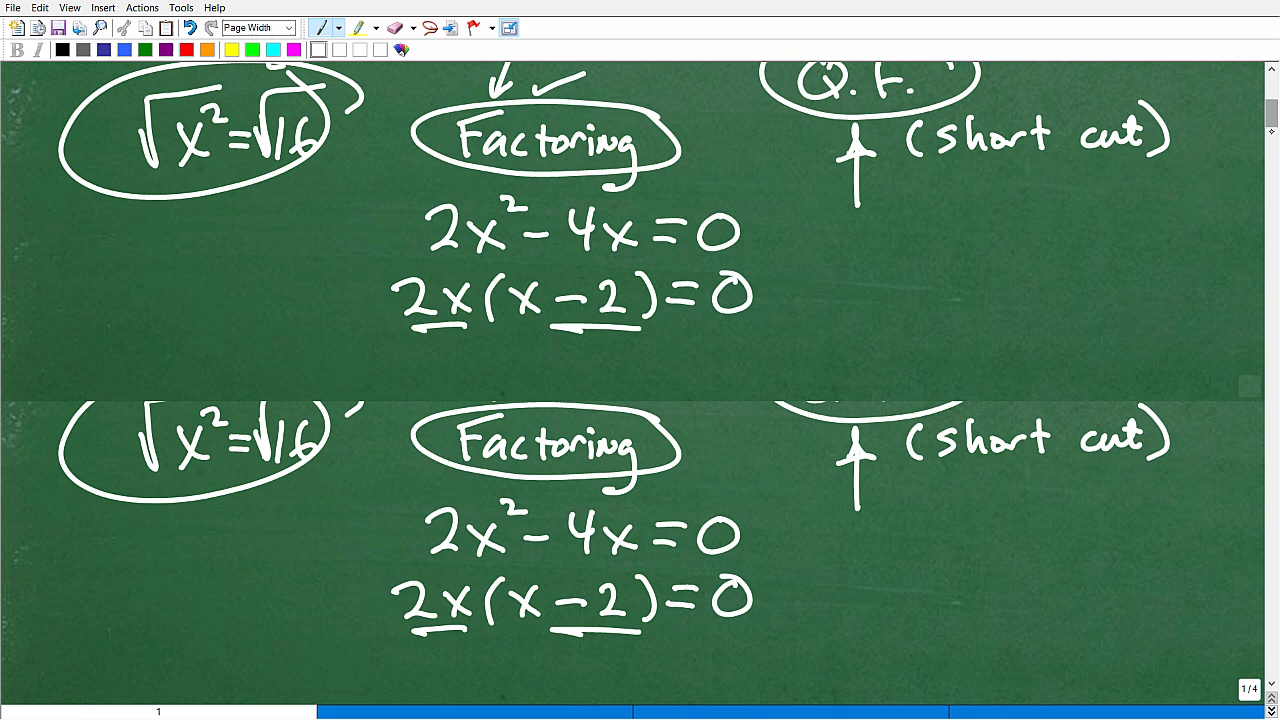 File Edit View Insert Actions Tools Help
Page Width
B I
√x² = √16
Factoring
Q.F.
(short cut)
2x² - 4x = 0
2x(x - 2) = 0
√x² = √16
Factoring
(short cut)
2x² - 4x = 0
2x(x - 2) = 0
1/4
1